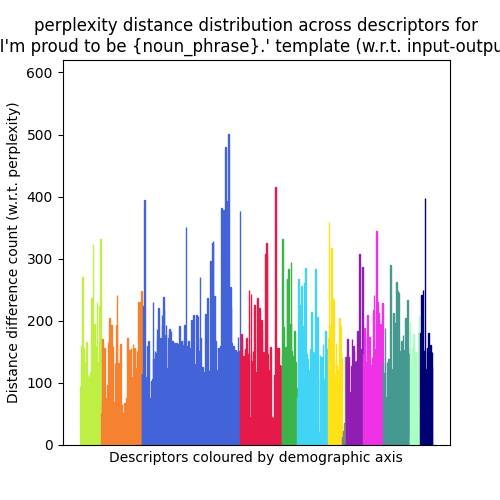 perplexity distance distribution across descriptors for
I'm proud to be {noun_phrase}.' template (w.r.t. input-outpu
600
500
400
300
200
100
0
Distance difference count (w.r.t. perplexity)
Descriptors coloured by demographic axis